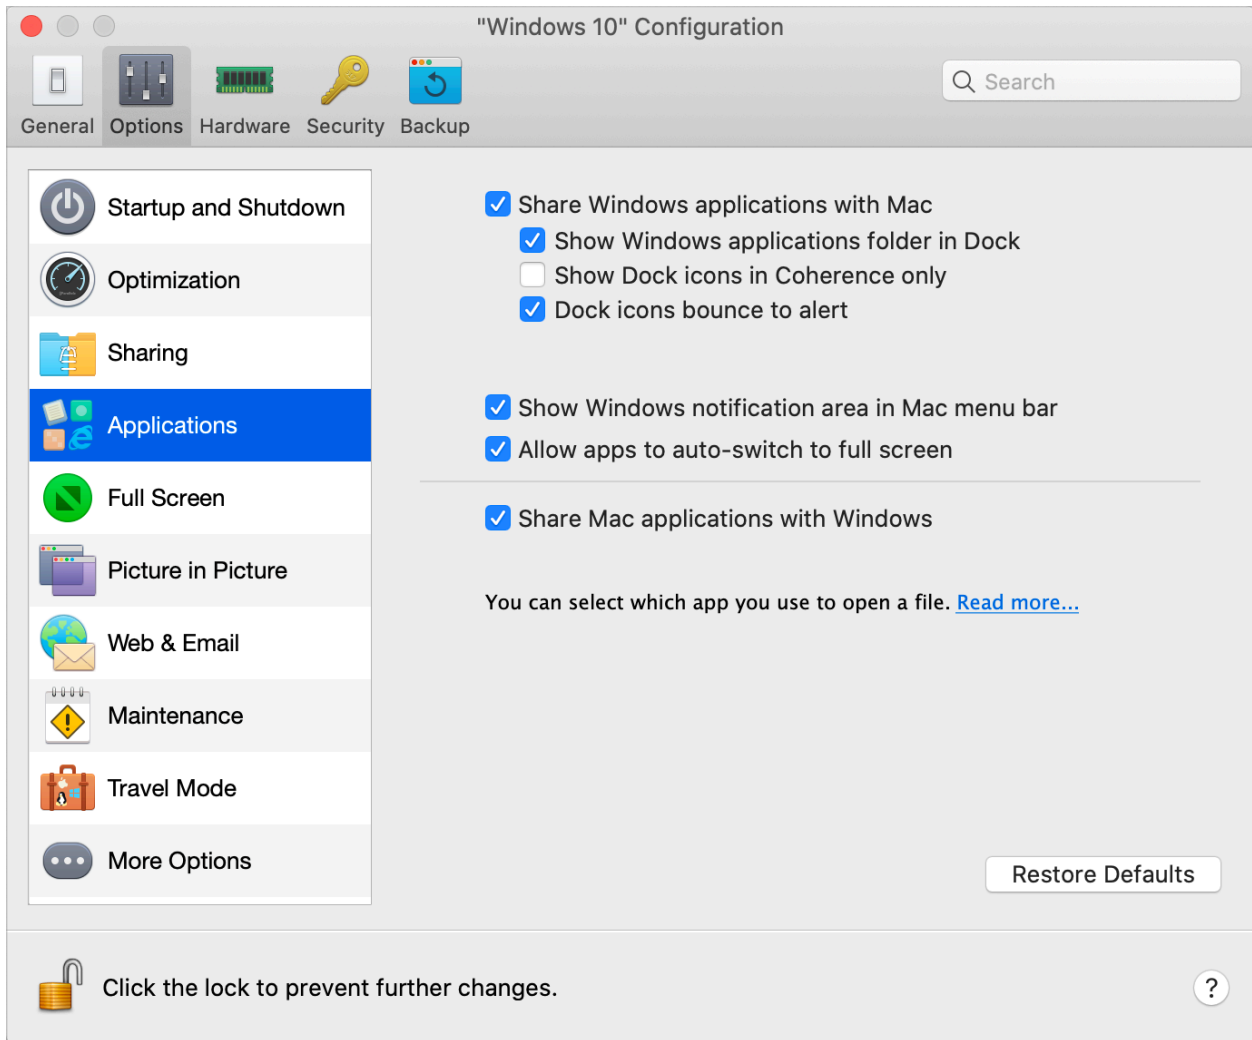 "Windows 10" Configuration
General
Options
Hardware
Security
Backup
Search
Startup and Shutdown
Optimization
Sharing
Applications
Full Screen
Picture in Picture
Web & Email
Maintenance
Travel Mode
More Options
Share Windows applications with Mac
Show Windows applications folder in Dock
Show Dock icons in Coherence only
Dock icons bounce to alert
Show Windows notification area in Mac menu bar
Allow apps to auto-switch to full screen
Share Mac applications with Windows
You can select which app you use to open a file. Read more...
Restore Defaults
Click the lock to prevent further changes.
?